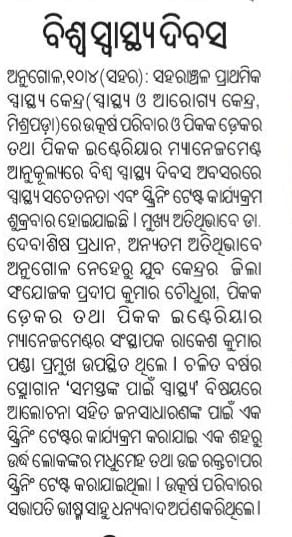 ବିଶ୍ୱ ସ୍ୱାସ୍ଥ୍ୟ ଦିବସ
ଅନୁଗୋଳ,୧୦ା୪(ସହର): ସହରାଞ୍ଚଳ ପ୍ରାଥମିକ
ସ୍ୱାସ୍ଥ୍ୟ କେନ୍ଦ୍ର(ସ୍ୱାସ୍ଥ୍ୟ ଓ ଆରୋଗ୍ୟ କେନ୍ଦ୍ର,
ମିଶ୍ରପଡ଼ା)ରେ ଉତ୍କର୍ଷ ପରିବାର ଓ ପିକକ ଡେକର
ତଥା ପିକକ ଇଣ୍ଟେରିୟର ମ୍ୟାନେଜମେଣ୍ଟ
ଆନୁକୂଲ୍ୟରେ ବିଶ୍ୱ ସ୍ୱାସ୍ଥ୍ୟ ଦିବସ ଅବସରରେ
ସ୍ୱାସ୍ଥ୍ୟ ସଚେତନତା ଏବଂ ସ୍କ୍ରିନିଂ ଟେଷ୍ଟ କାର୍ଯ୍ୟକ୍ରମ
ଶୁକ୍ରବାର ହୋଇଯାଇଛି । ମୁଖ୍ୟ ଅତିଥିଭାବେ ଡା.
ଦେବାଶିଷ ପ୍ରଧାନ, ଅନ୍ୟତମ ଅତିଥିଭାବେ
ଅନୁଗୋଳ ନେହେରୁ ଯୁବ କେନ୍ଦ୍ରର ଜିଲା
ସଂଯୋଜକ ପ୍ରଦୀପ କୁମାର ଚୌଧୁରୀ, ପିକକ
ଡ଼େକର ତଥା ପିକକ ଇଣ୍ଟେରିୟର
ମ୍ୟାନେଜମେଣ୍ଟର ସଂସ୍ଥାପକ ରାକେଶ କୁମାର
ପଣ୍ଡା ପ୍ରମୁଖ ଉପସ୍ଥିତ ଥିଲେ । ଚଳିତ ବର୍ଷର
ସ୍ଲୋଗାନ ‘ସମସ୍ତଙ୍କ ପାଇଁ ସ୍ୱାସ୍ଥ୍ୟ’ ବିଷୟରେ
ଆଲୋଚନା ସହିତ ଜନସାଧାରଣଙ୍କ ପାଇଁ ଏକ
ସ୍କ୍ରିନିଂ ଟେଷ୍ଟର କାର୍ଯ୍ୟକ୍ରମ କରାଯାଇ ଏକ ଶହରୁ
ଊର୍ଦ୍ଧ ଲୋକଙ୍କର ମଧୁମେହ ତଥା ଉଚ୍ଚ ରକ୍ତଚାପର
ସ୍କ୍ରିନିଂ ଟେଷ୍ଟ କରାଯାଇଥିଲା । ଉତ୍କର୍ଷ ପରିବାରର
ସଭାପତି ଭୀଷ୍ମ ସାହୁ ଧନ୍ୟବାଦ ଅର୍ପଣ କରିଥିଲେ ।